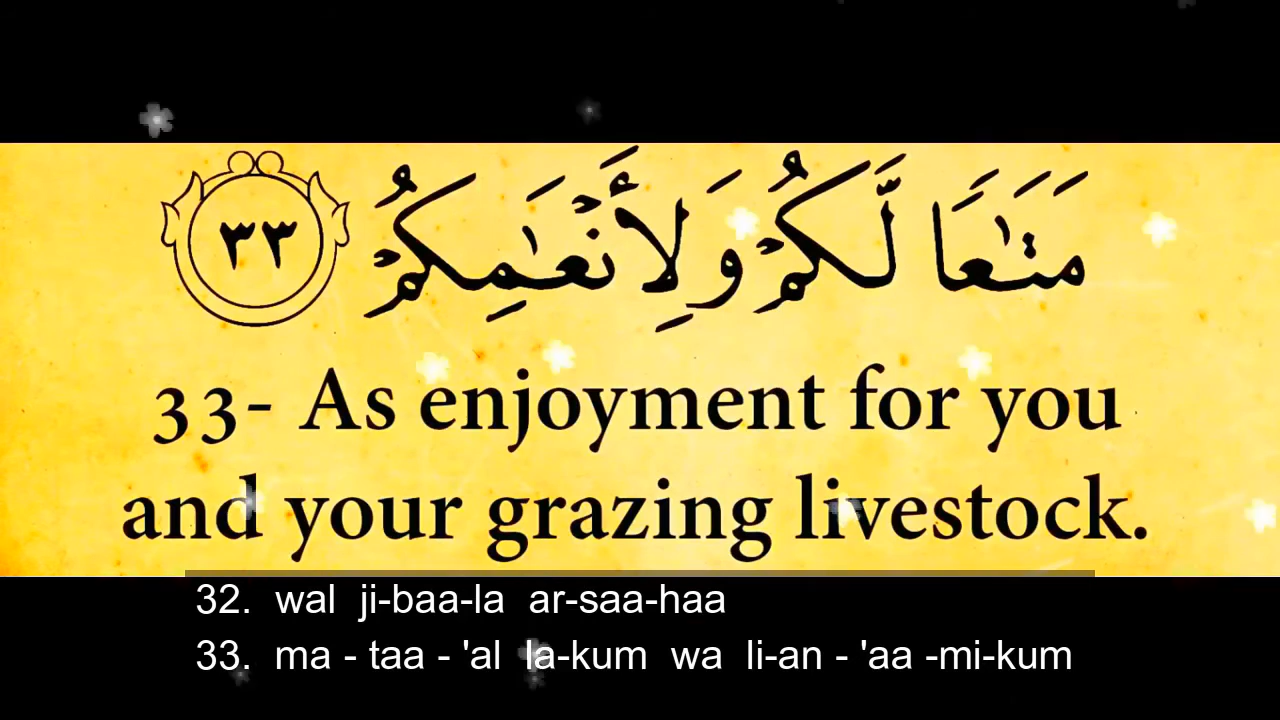 مَتَـٰعًا لَّكُمْ وَلِأَنْعَـٰمِكُمْ ٣٣
33- As enjoyment for you
and your grazing livestock.
32. wal ji-baa-la ar-saa-haa
33. ma - taa - 'al la-kum wa li-an - 'aa -mi-kum